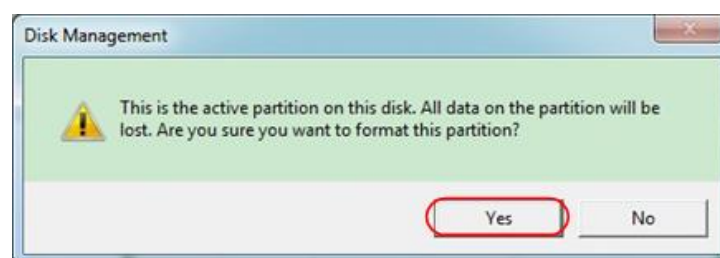 Disk Management
This is the active partition on this disk. All data on the partition will be
lost. Are you sure you want to format this partition?
Yes No